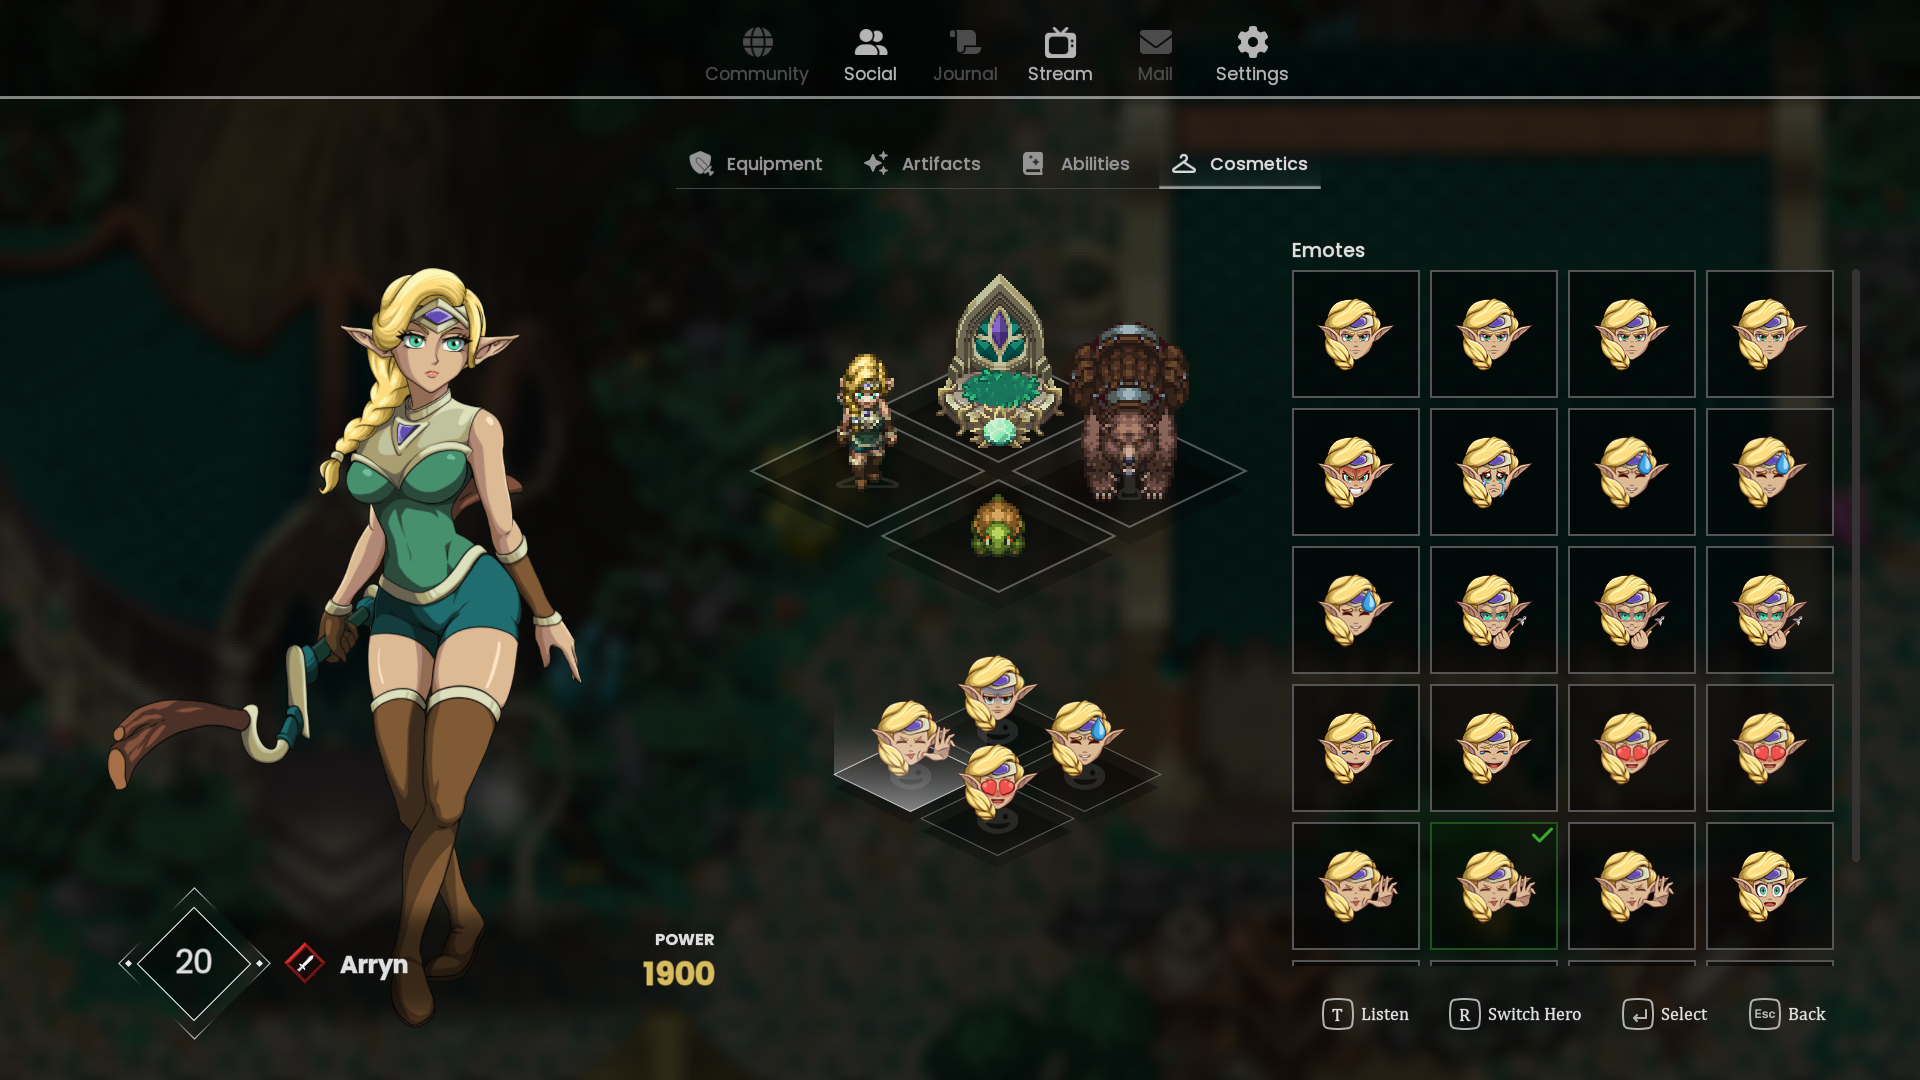 Community
Social
Journal
Stream
Mail
Settings
Equipment
Artifacts
Abilities
Cosmetics
Emotes
20
Arryn
POWER
1900
T Listen
R Switch Hero
Select
Esc Back